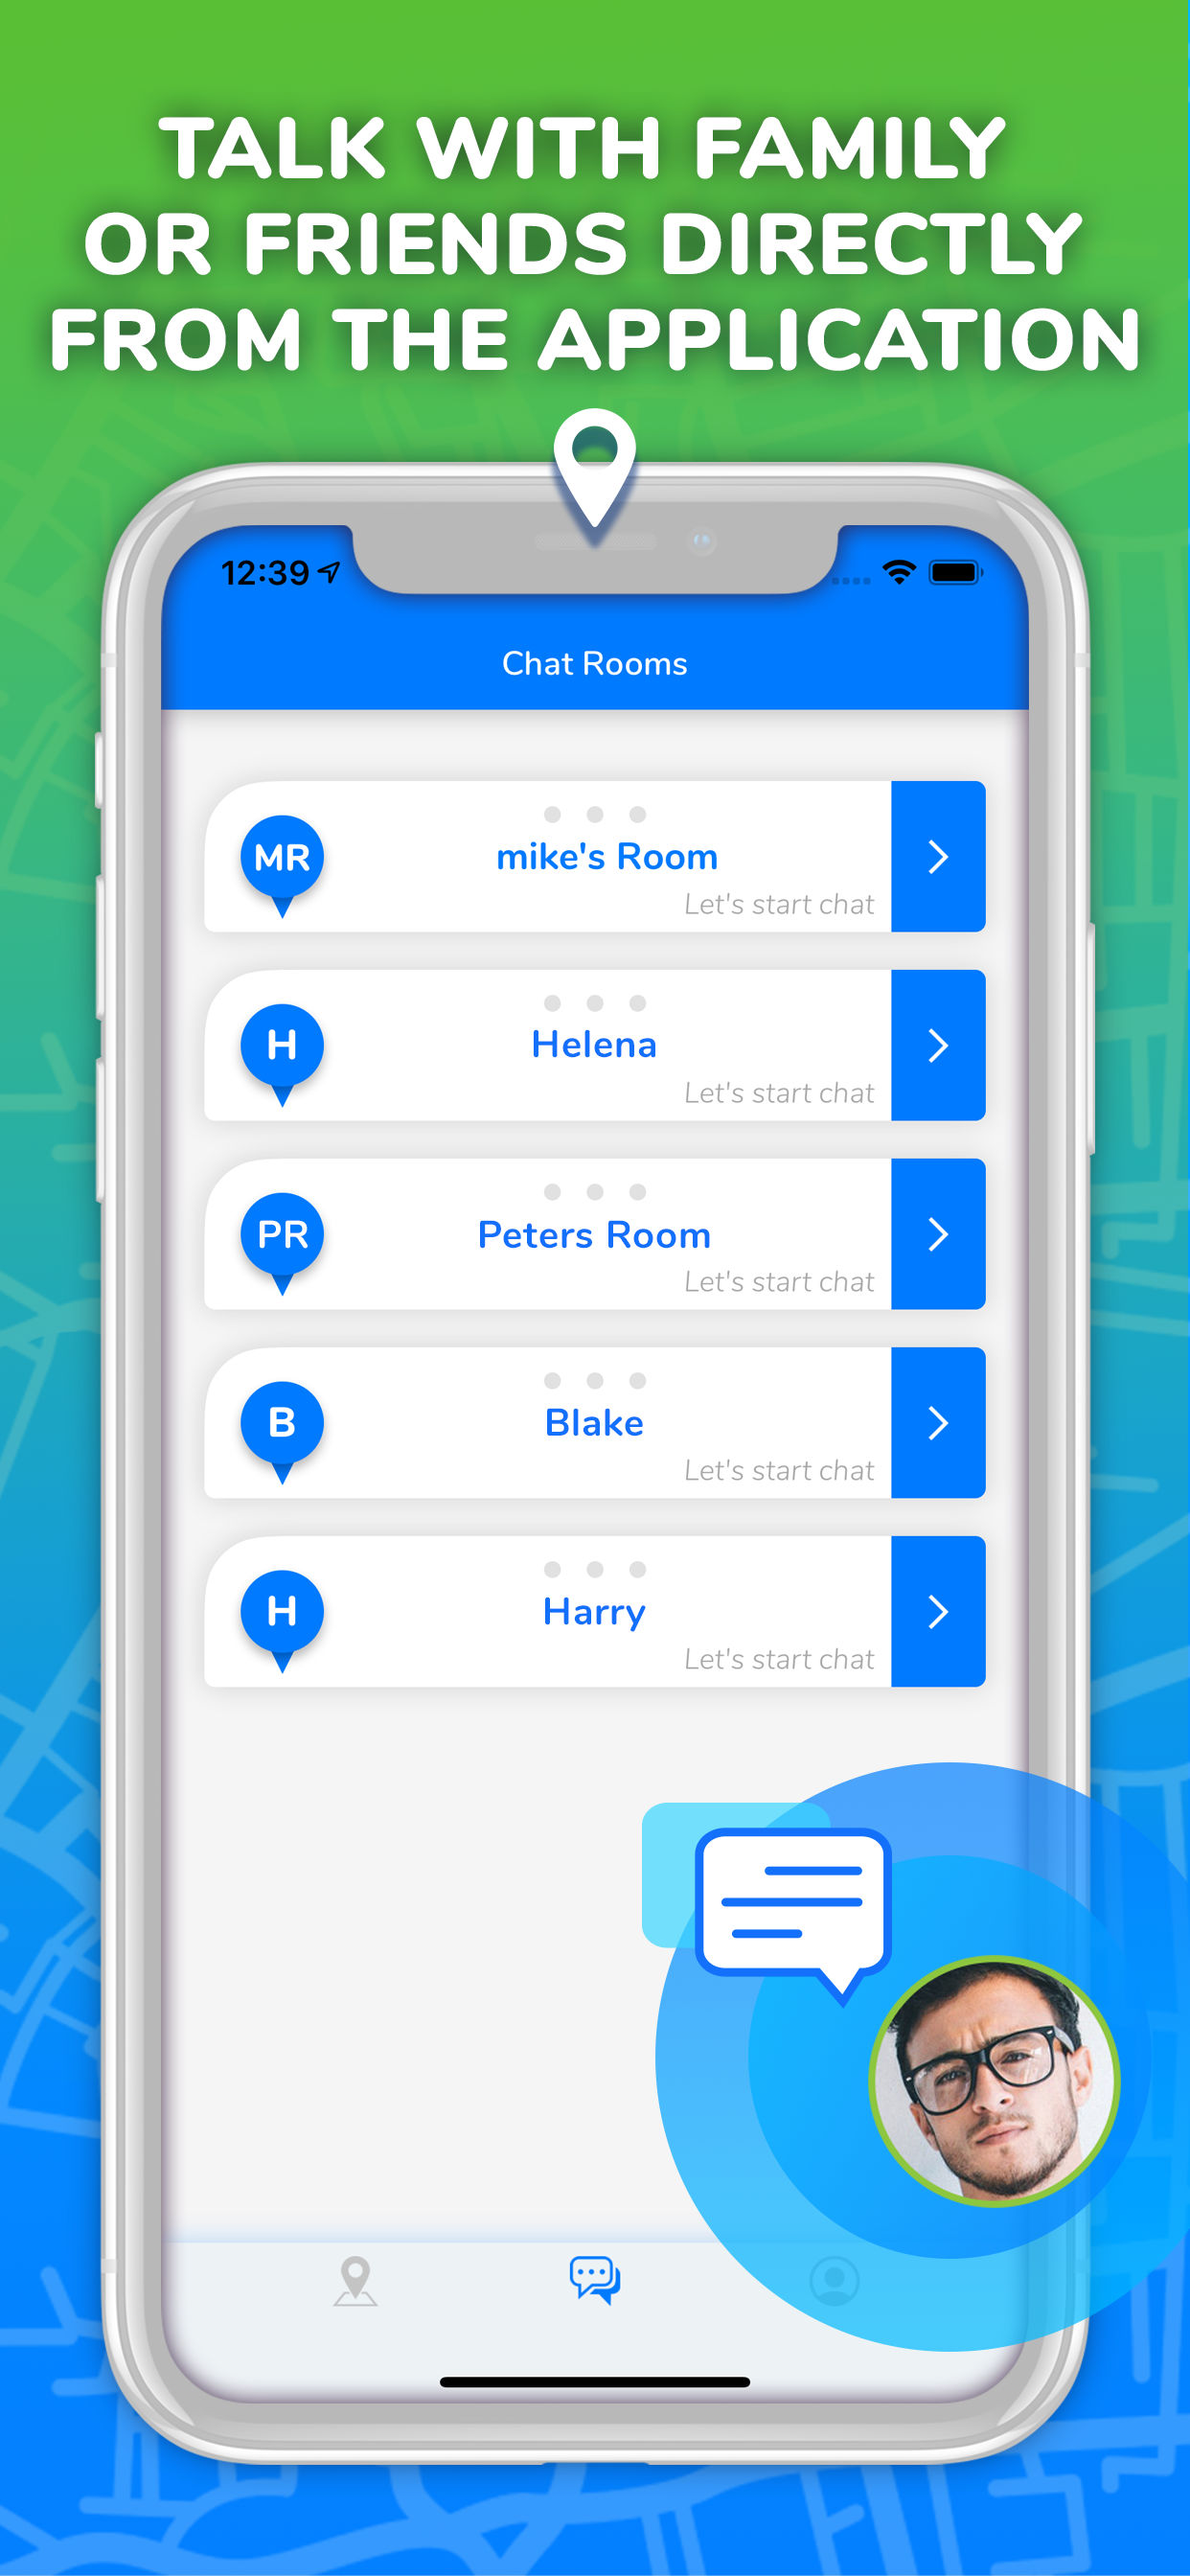 TALK WITH FAMILY
OR FRIENDS DIRECTLY
FROM THE APPLICATION
12:39
Chat Rooms
MR
mike's Room
Let's start chat
H
Helena
Let's start chat
PR
Peters Room
Let's start chat
B
Blake
Let's start chat
H
Harry
Let's start chat